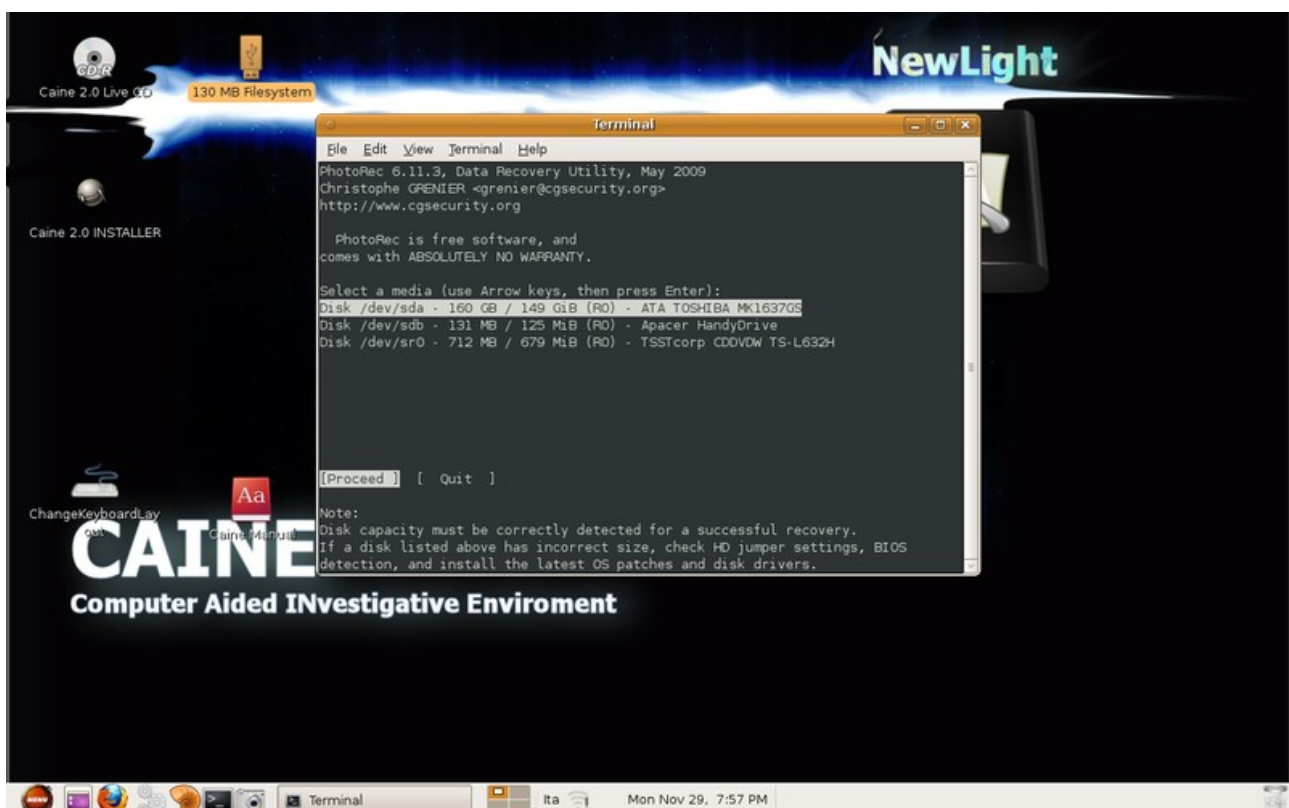 NewLight
CD-R
Caine 2.0 Live CD
130 MB Filesystem
Caine 2.0 INSTALLER
ChangeKeyboardLay
out
Aa
Caine Manual
Terminal
File Edit View Terminal Help
PhotoRec 6.11.3, Data Recovery Utility, May 2009
Christophe GRENIER <grenier@cgsecurity.org>
http://www.cgsecurity.org
PhotoRec is free software, and
comes with ABSOLUTELY NO WARRANTY.
Select a media (use Arrow keys, then press Enter):
Disk /dev/sda - 160 GB / 149 GiB (RO) - ATA TOSHIBA MK1637GS
Disk /dev/sdb - 131 MB / 125 MiB (RO) - Apacer HandyDrive
Disk /dev/sr0 - 712 MB / 679 MiB (RO) - TSSTcorp CDDVDW TS-L632H
[Proceed ] [ Quit ]
Note:
Disk capacity must be correctly detected for a successful recovery.
If a disk listed above has incorrect size, check HD jumper settings, BIOS
detection, and install the latest OS patches and disk drivers.
CAINE
Computer Aided INvestigative Enviroment
MENU
Terminal
Ita
Mon Nov 29, 7:57 PM